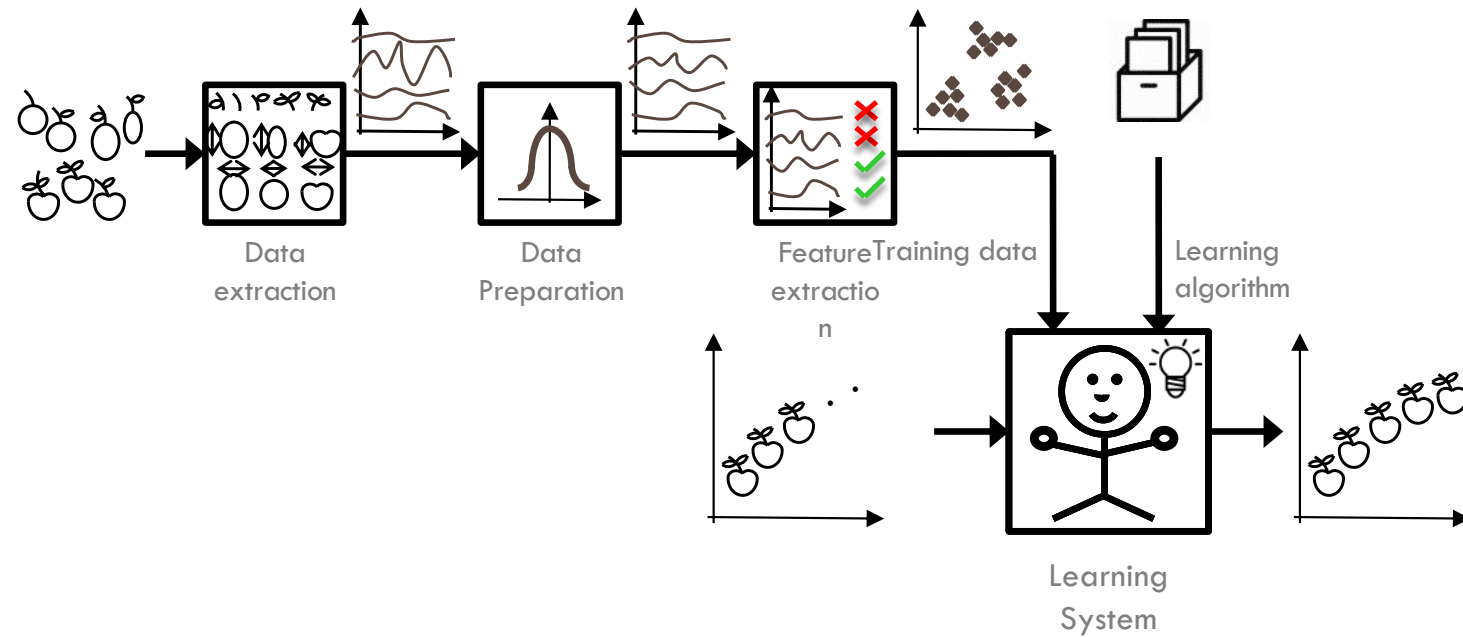 Data
extraction
Data
Preparation
Feature
extractio
n
Training data
Learning
algorithm
Learning
System